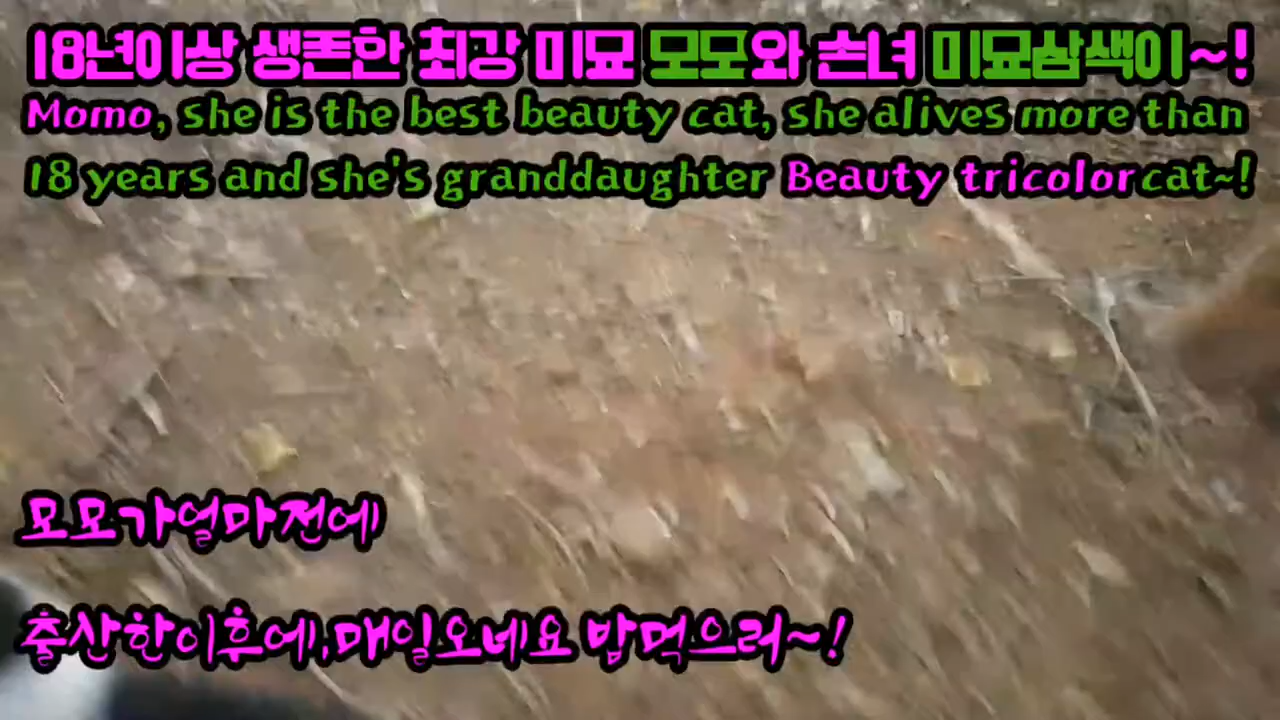 18년이상 생존한 최강 미묘 모모와 손녀 미묘삼색이~!
Momo, she is the best beauty cat, she alives more than
18 years and she's granddaughter Beauty tricolorcat~!
모모가얼마전에
출산한이후에,매일오네요 밥먹으러~!